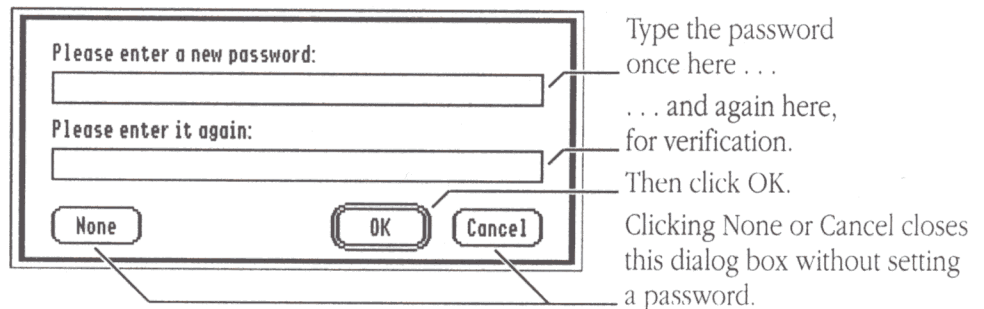 Please enter a new password:
Please enter it again:
None
OK
Cancel
Type the password
once here . . .
. . . and again here,
for verification.
Then click OK.
Clicking None or Cancel closes
this dialog box without setting
a password.